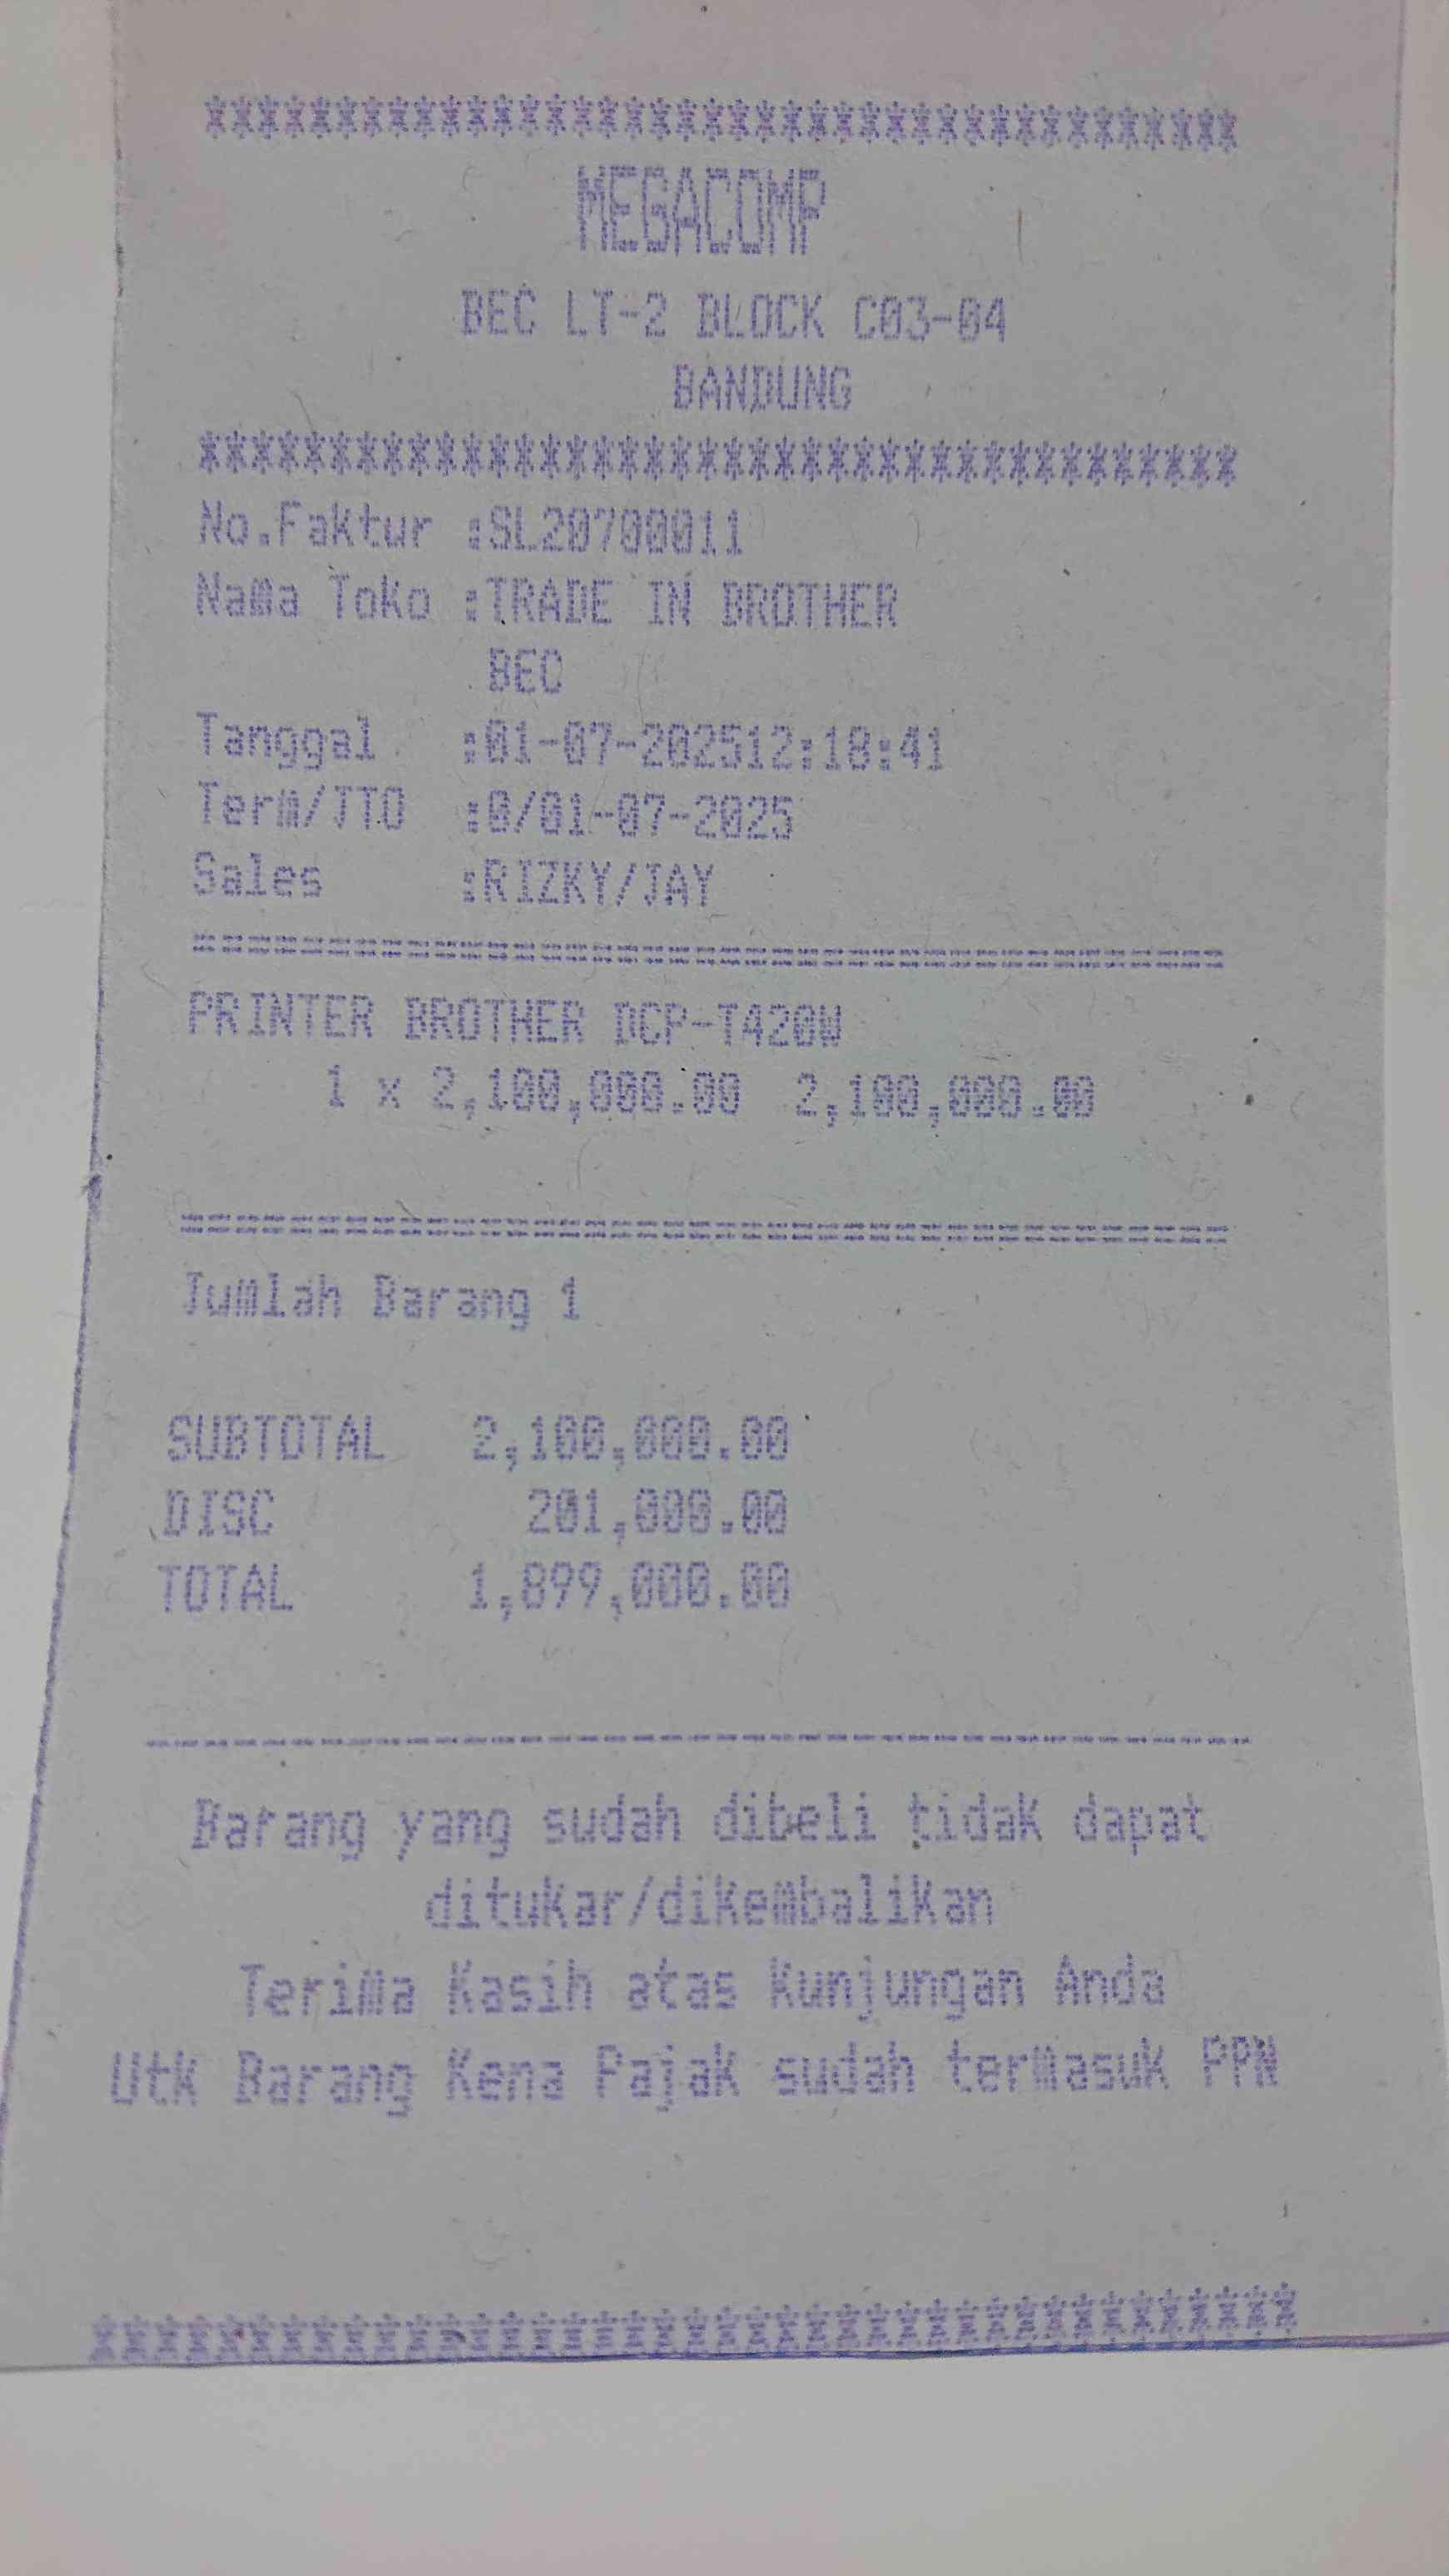 ****************************************
MEGACOMP
BEC LT-2 BLOCK C03-04
BANDUNG
****************************************
No.Faktur :SL20700011
Nama Toko :TRADE IN BROTHER
BEC
Tanggal :01-07-202512:18:41
Term/JTO :0/01-07-2025
Sales :RIZKY/JAY
========================================
PRINTER BROTHER DCP-T420W
1 x 2,100,000.00 2,100,000.00
========================================
Jumlah Barang 1
SUBTOTAL 2,100,000.00
DISC 201,000.00
TOTAL 1,899,000.00
----------------------------------------
Barang yang sudah dibeli tidak dapat
ditukar/dikembalikan
Terima Kasih atas Kunjungan Anda
Utk Barang Kena Pajak sudah termasuk PPN
****************************************